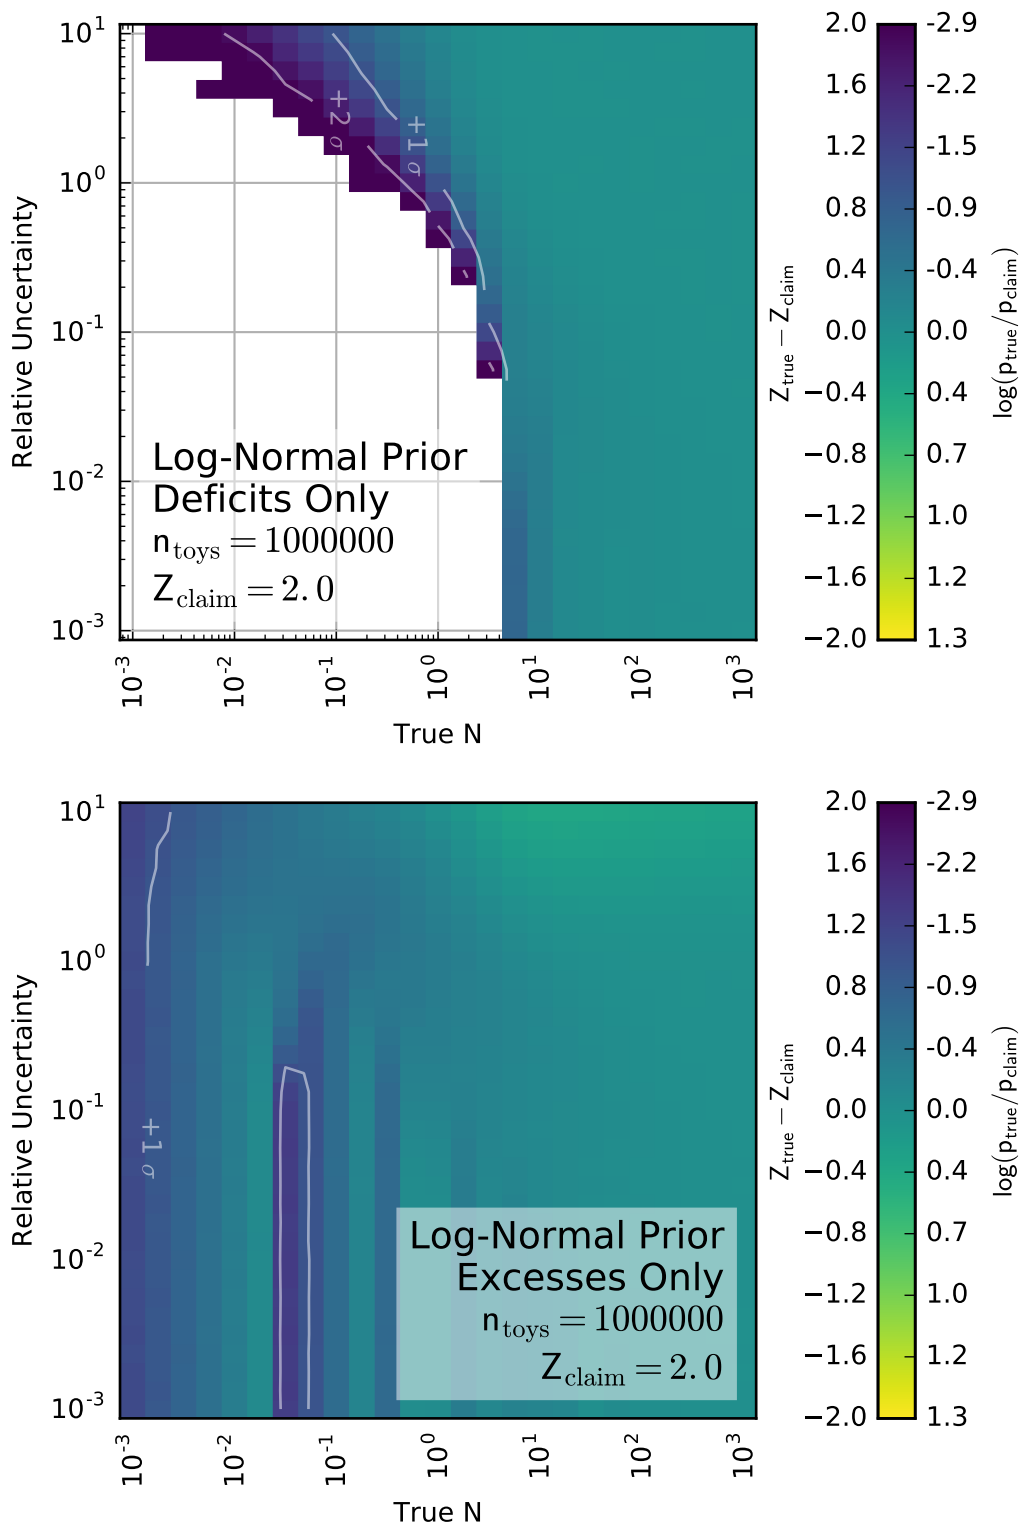 10^1
10^0
10^-1
10^-2
10^-3
Relative Uncertainty
+2 σ
+1 σ
Log-Normal Prior
Deficits Only
n_toys = 1000000
Z_claim = 2.0
10^-3 10^-2 10^-1 10^0 10^1 10^2 10^3
True N
2.0 -2.9
1.6 -2.2
1.2 -1.5
0.8 -0.9
0.4 -0.4
0.0 0.0
−0.4 0.4
−0.8 0.7
−1.2 1.0
−1.6 1.2
−2.0 1.3
Z_true − Z_claim
log(p_true/p_claim)
10^1
10^0
10^-1
10^-2
10^-3
Relative Uncertainty
+1 σ
Log-Normal Prior
Excesses Only
n_toys = 1000000
Z_claim = 2.0
10^-3 10^-2 10^-1 10^0 10^1 10^2 10^3
True N
2.0 -2.9
1.6 -2.2
1.2 -1.5
0.8 -0.9
0.4 -0.4
0.0 0.0
−0.4 0.4
−0.8 0.7
−1.2 1.0
−1.6 1.2
−2.0 1.3
Z_true − Z_claim
log(p_true/p_claim)